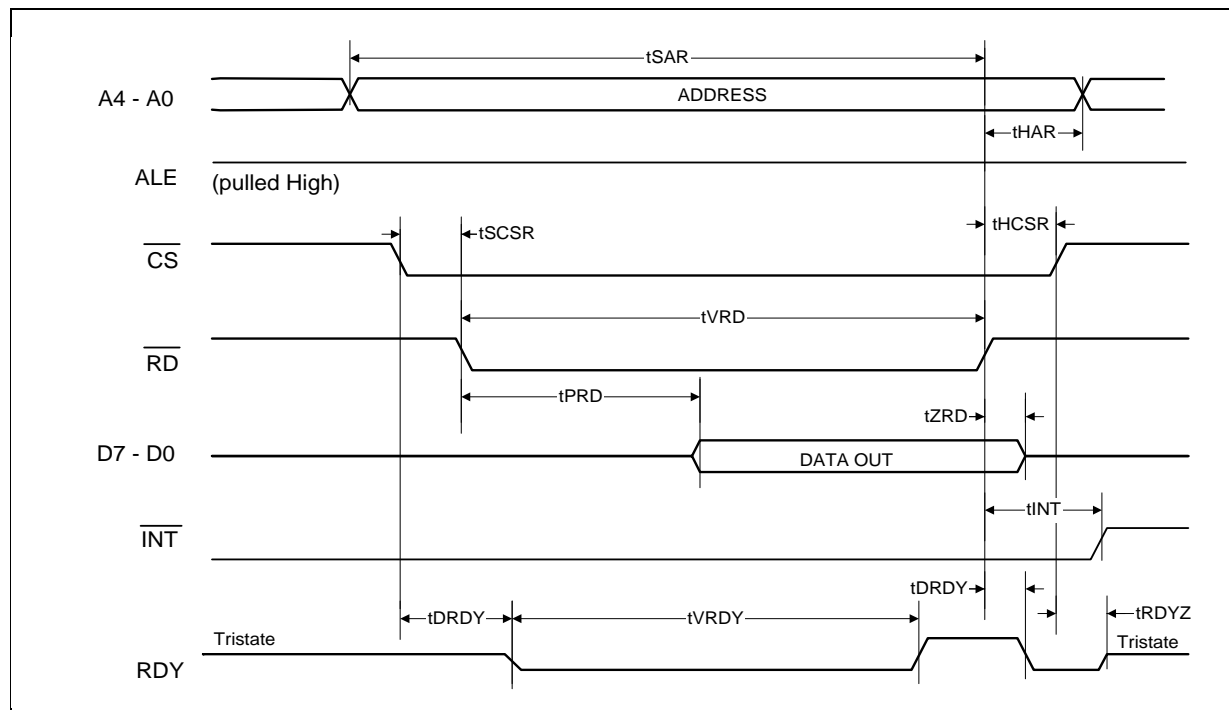 tSAR
A4 - A0
ADDRESS
tHAR
ALE
(pulled High)
tSCSR
tHCSR
CS
tVRD
RD
tPRD
tZRD
D7 - D0
DATA OUT
tINT
INT
tDRDY
tDRDY
tVRDY
tRDYZ
Tristate
Tristate
RDY